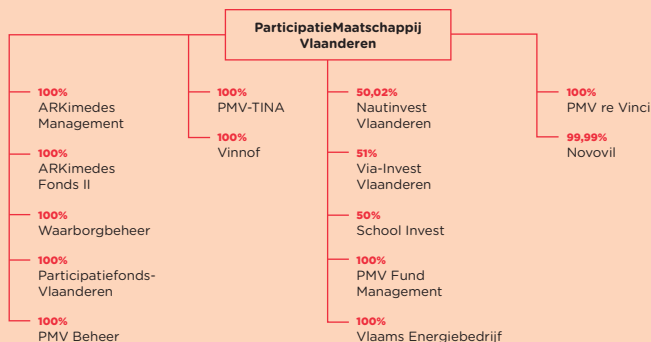 ParticipatieMaatschappij
Vlaanderen
100%
ARKimedes
Management
100%
ARKimedes
Fonds II
100%
Waarborgbeheer
100%
Participatiefonds-
Vlaanderen
100%
PMV Beheer
100%
PMV-TINA
100%
Vinnof
50,02%
Nautinvest
Vlaanderen
51%
Via-Invest
Vlaanderen
50%
School Invest
100%
PMV Fund
Management
100%
Vlaams Energiebedrijf
100%
PMV re Vinci
99,99%
Novovil